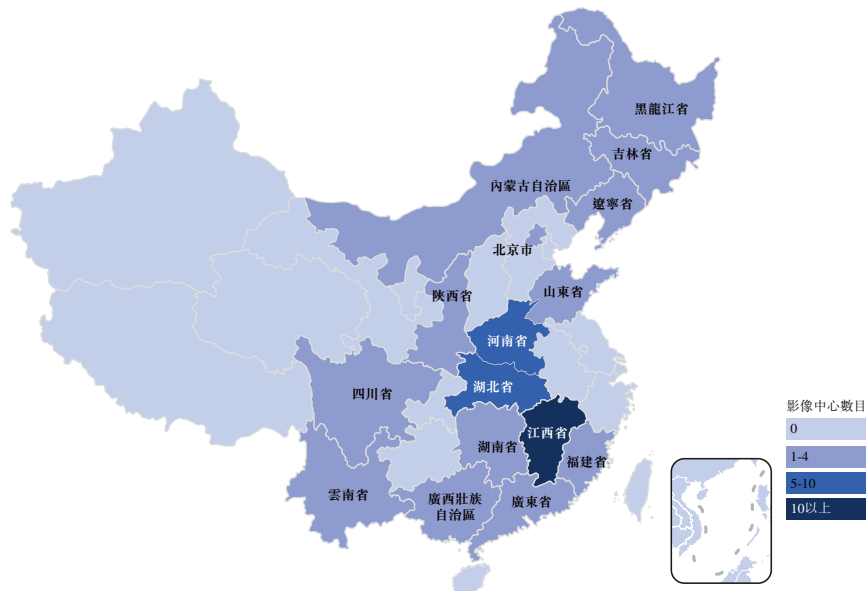 黑龍江省
吉林省
內蒙古自治區
遼寧省
北京市
陝西省
山東省
河南省
湖北省
四川省
江西省
湖南省
福建省
雲南省
廣西壯族
自治區
廣東省
影像中心數目
0
1-4
5-10
10以上